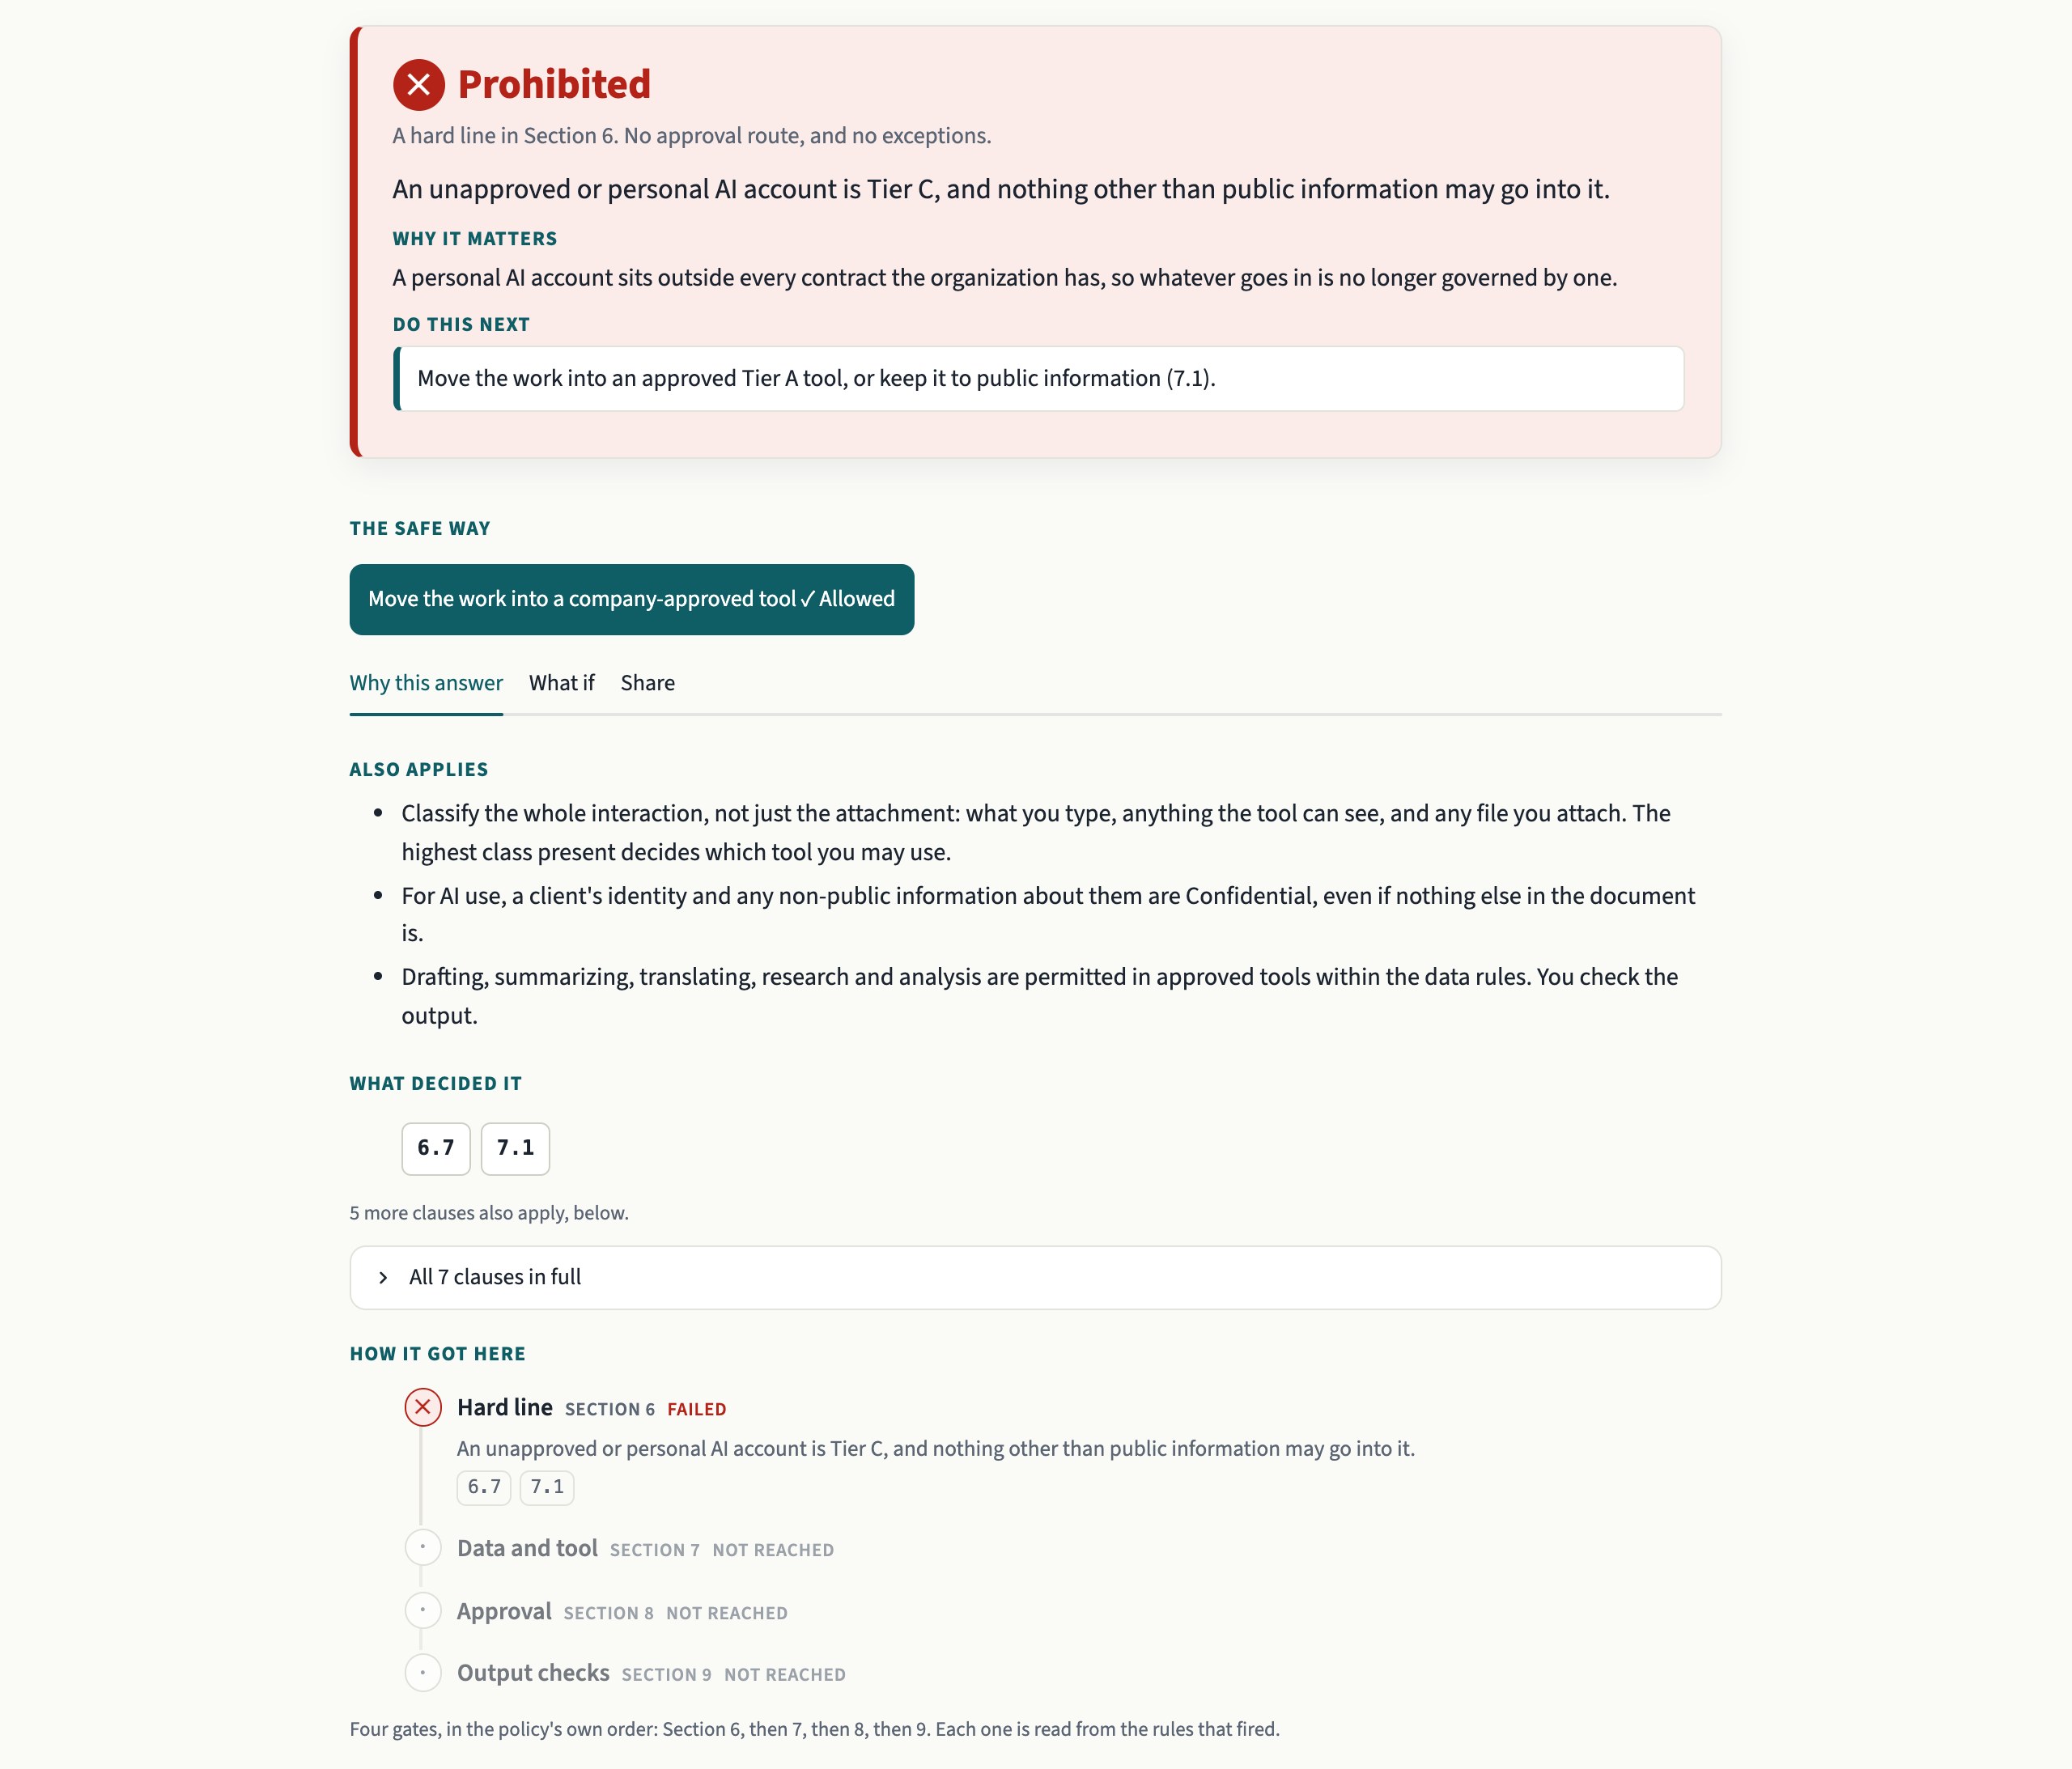 Prohibited
A hard line in Section 6. No approval route, and no exceptions.
An unapproved or personal AI account is Tier C, and nothing other than public information may go into it.
WHY IT MATTERS
A personal AI account sits outside every contract the organization has, so whatever goes in is no longer governed by one.
DO THIS NEXT
Move the work into an approved Tier A tool, or keep it to public information (7.1).
THE SAFE WAY
Move the work into a company-approved tool ✓ Allowed
Why this answer What if Share
ALSO APPLIES
• Classify the whole interaction, not just the attachment: what you type, anything the tool can see, and any file you attach. The
highest class present decides which tool you may use.
• For AI use, a client's identity and any non-public information about them are Confidential, even if nothing else in the document
is.
• Drafting, summarizing, translating, research and analysis are permitted in approved tools within the data rules. You check the
output.
WHAT DECIDED IT
6.7 7.1
5 more clauses also apply, below.
All 7 clauses in full
HOW IT GOT HERE
Hard line SECTION 6 FAILED
An unapproved or personal AI account is Tier C, and nothing other than public information may go into it.
6.7 7.1
Data and tool SECTION 7 NOT REACHED
Approval SECTION 8 NOT REACHED
Output checks SECTION 9 NOT REACHED
Four gates, in the policy's own order: Section 6, then 7, then 8, then 9. Each one is read from the rules that fired.